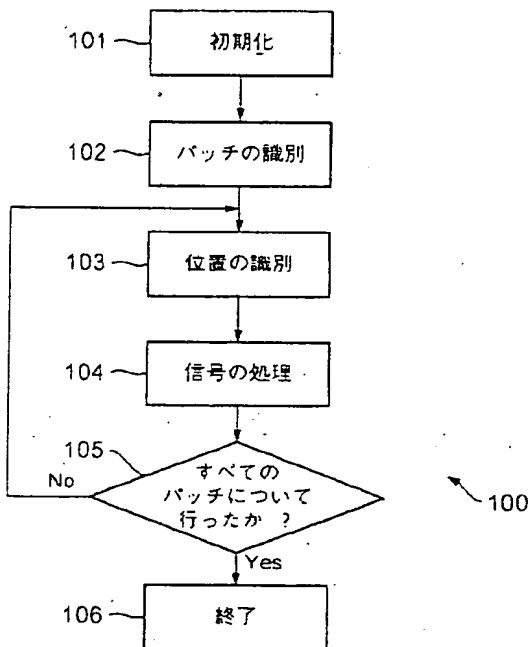 101
初期化
102
パッチの識別
103
位置の識別
104
信号の処理
105
すべての
パッチについて
行ったか ?
No
Yes
100
106
終了